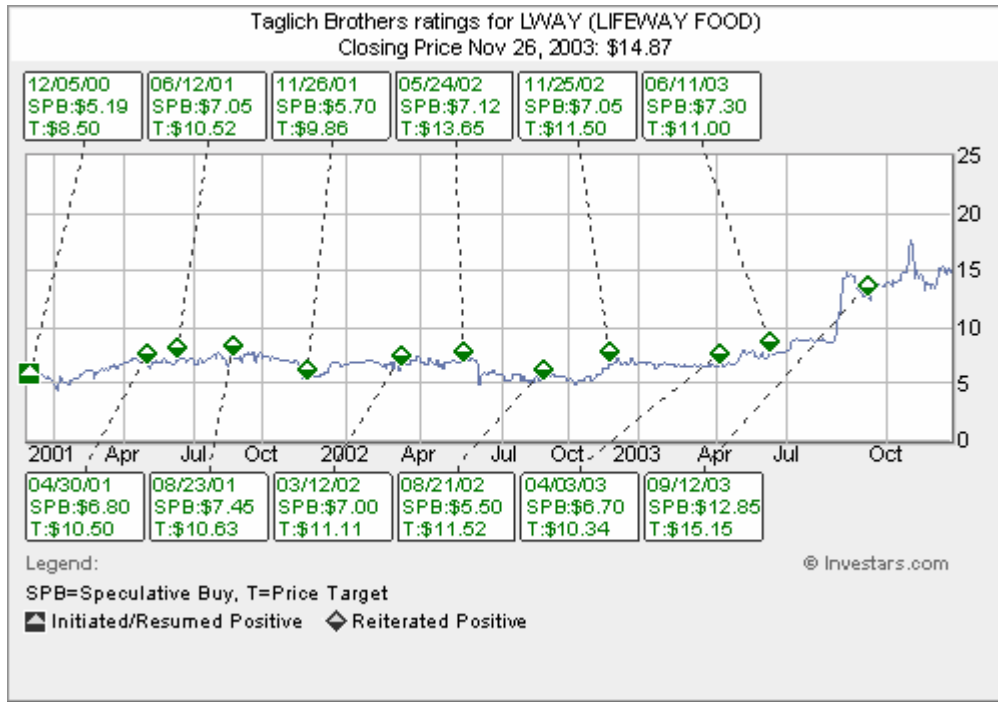 Taglich Brothers ratings for LWAY (LIFEWAY FOOD)
Closing Price Nov 26, 2003: $14.87
12/05/00
SPB:$5.19
T:$8.50
06/12/01
SPB:$7.05
T:$10.52
11/26/01
SPB:$5.70
T:$9.86
05/24/02
SPB:$7.12
T:$13.65
11/25/02
SPB:$7.05
T:$11.50
06/11/03
SPB:$7.30
T:$11.00
25
20
15
10
5
0
2001 Apr Jul Oct 2002 Apr Jul Oct 2003 Apr Jul Oct
04/30/01
SPB:$6.80
T:$10.50
08/23/01
SPB:$7.45
T:$10.63
03/12/02
SPB:$7.00
T:$11.11
08/21/02
SPB:$5.50
T:$11.52
04/03/03
SPB:$6.70
T:$10.34
09/12/03
SPB:$12.85
T:$15.15
Legend:
© Investars.com
SPB=Speculative Buy, T=Price Target
Initiated/Resumed Positive
Reiterated Positive